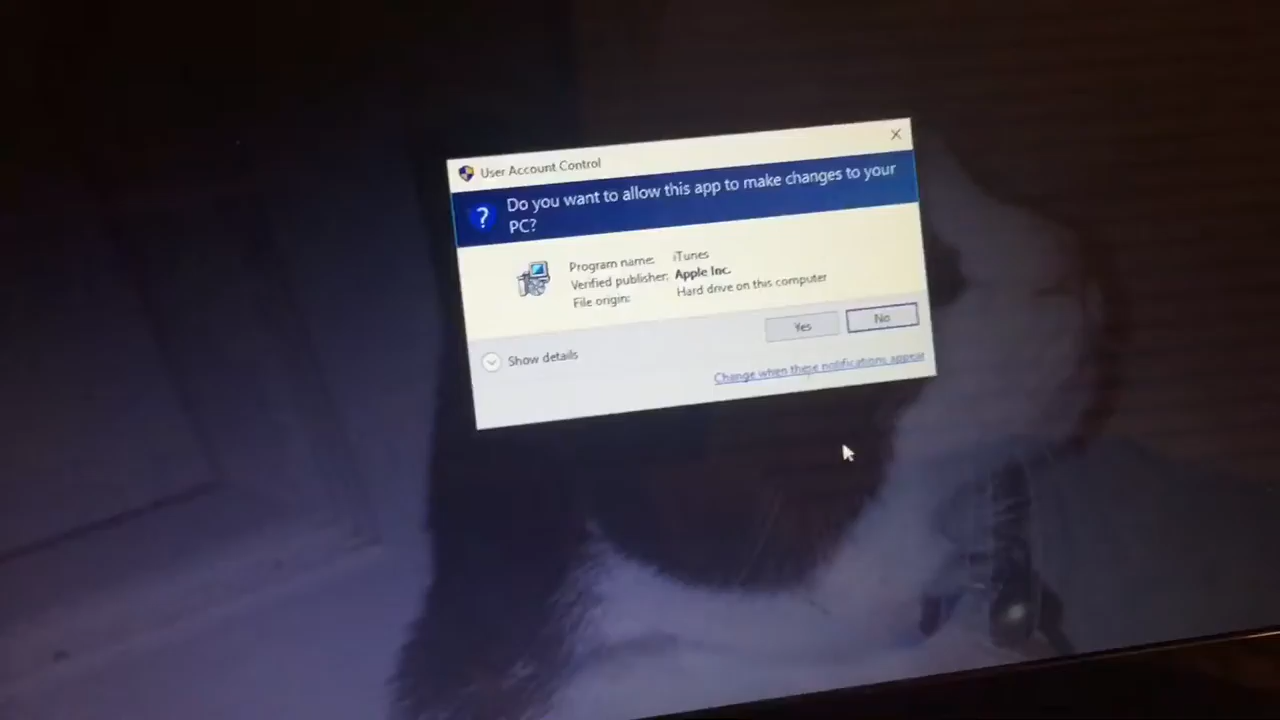 User Account Control
Do you want to allow this app to make changes to your
PC?
Program name: iTunes
Verified publisher: Apple Inc.
File origin: Hard drive on this computer
Yes No
Show details
Change when these notifications appear